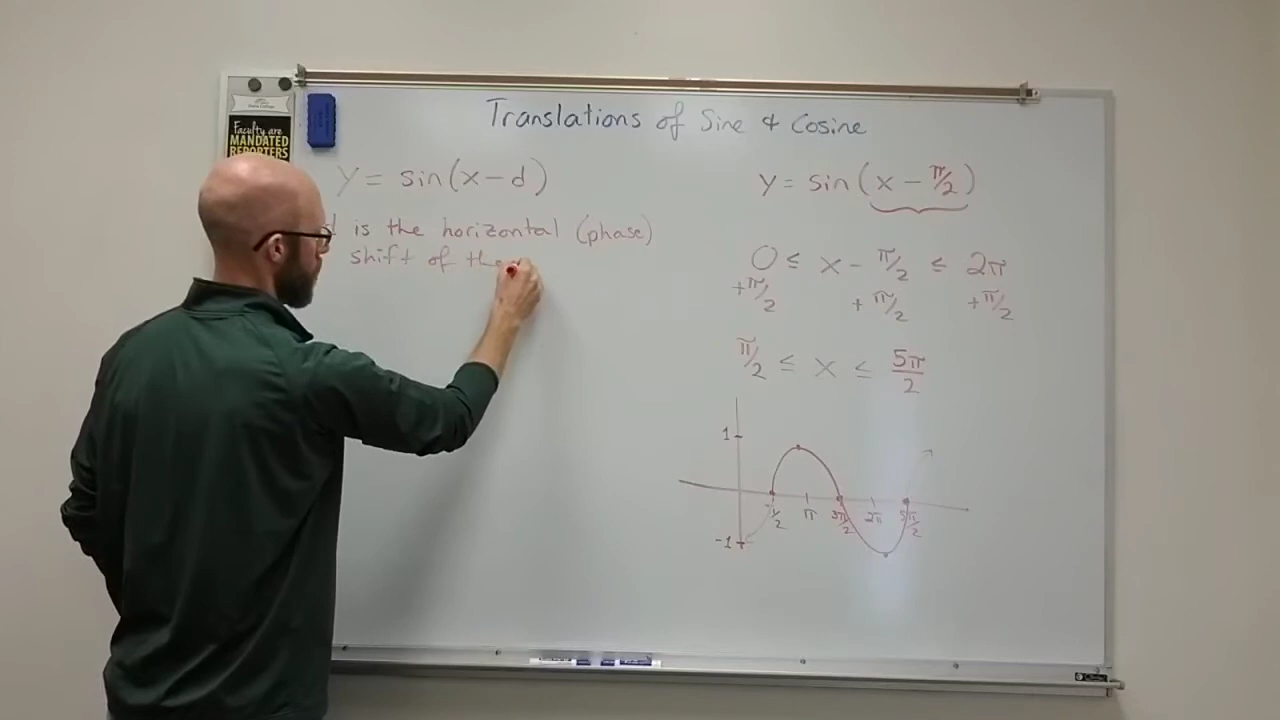 Translations of Sine & Cosine
Faculty are
MANDATED
REPORTERS
y = sin(x-d)
d is the horizontal (phase)
shift of the
y = sin(x - π/2)
0 ≤ x - π/2 ≤ 2π
+π/2 +π/2 +π/2
π/2 ≤ x ≤ 5π/2
1
π/2 π 3π/2 2π 5π/2
-1